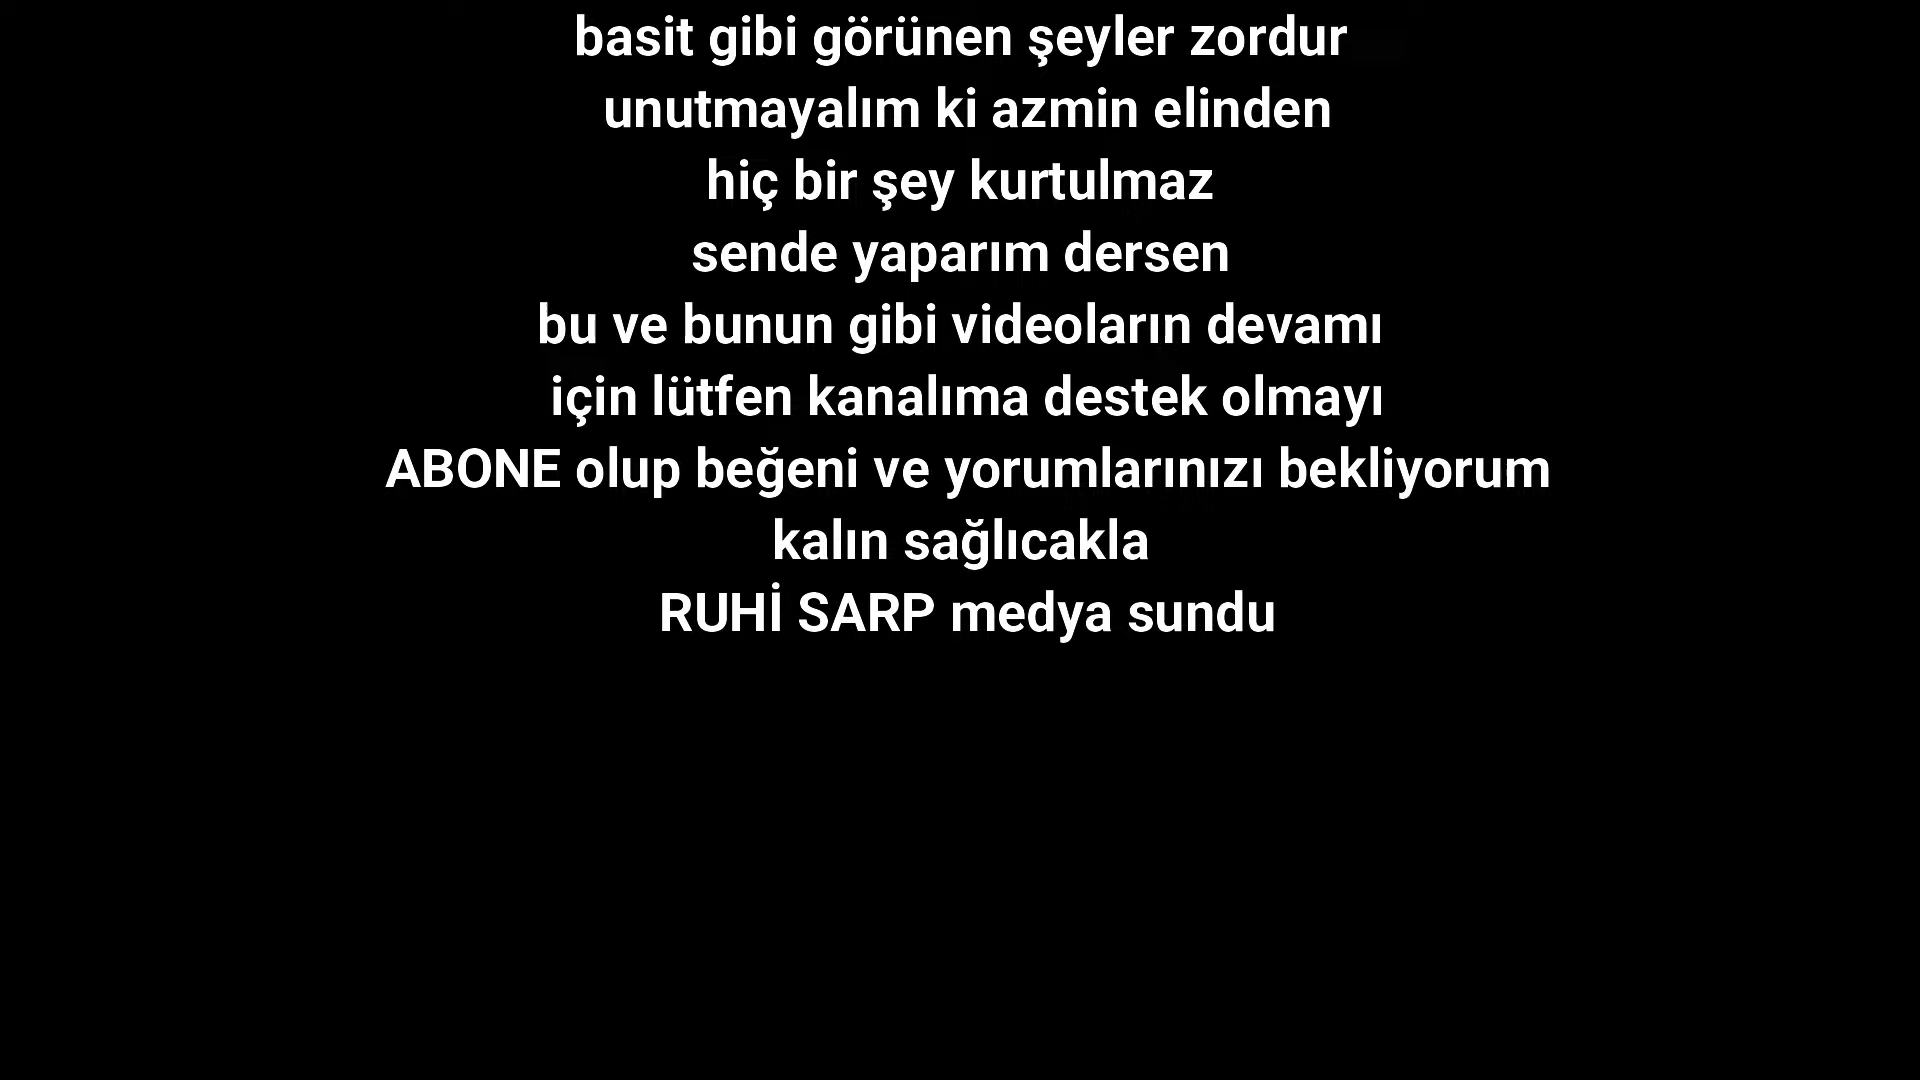 basit gibi görünen şeyler zordur
unutmayalım ki azmin elinden
hiç bir şey kurtulmaz
sende yaparım dersen
bu ve bunun gibi videoların devamı
için lütfen kanalıma destek olmayı
ABONE olup beğeni ve yorumlarınızı bekliyorum
kalın sağlıcakla
RUHİ SARP medya sundu